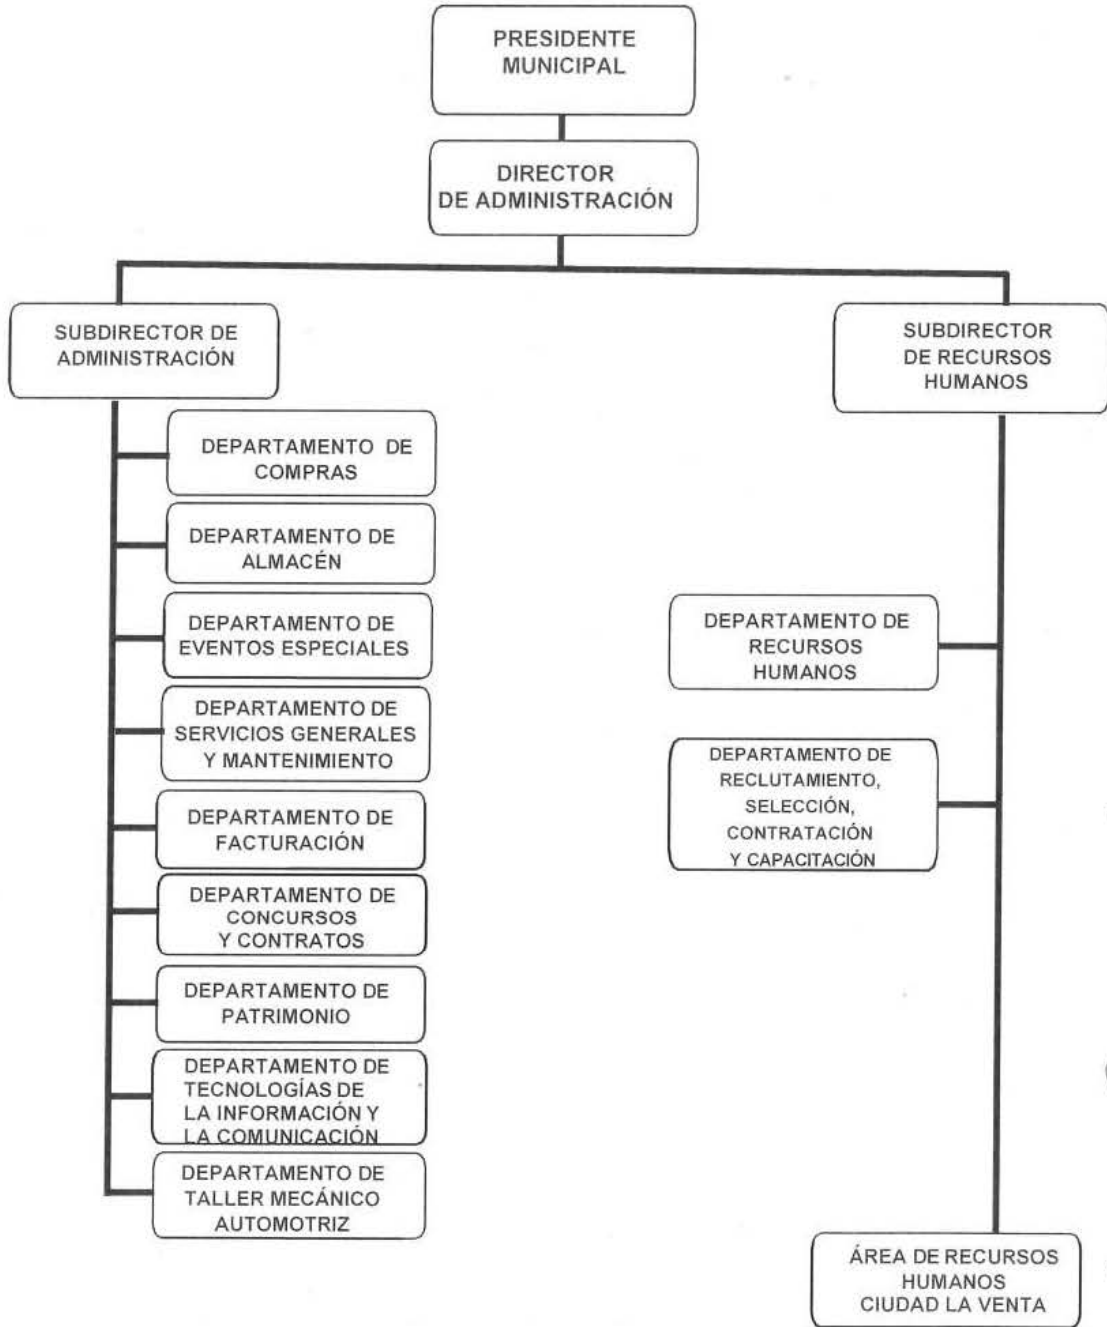 PRESIDENTE
MUNICIPAL
DIRECTOR
DE ADMINISTRACIÓN
SUBDIRECTOR DE
ADMINISTRACIÓN
SUBDIRECTOR
DE RECURSOS
HUMANOS
DEPARTAMENTO DE
COMPRAS
DEPARTAMENTO DE
ALMACÉN
DEPARTAMENTO DE
EVENTOS ESPECIALES
DEPARTAMENTO DE
SERVICIOS GENERALES
Y MANTENIMIENTO
DEPARTAMENTO DE
FACTURACIÓN
DEPARTAMENTO DE
CONCURSOS
Y CONTRATOS
DEPARTAMENTO DE
PATRIMONIO
DEPARTAMENTO DE
TECNOLOGÍAS DE
LA INFORMACIÓN Y
LA COMUNICACIÓN
DEPARTAMENTO DE
TALLER MECÁNICO
AUTOMOTRIZ
DEPARTAMENTO DE
RECURSOS
HUMANOS
DEPARTAMENTO DE
RECLUTAMIENTO,
SELECCIÓN,
CONTRATACIÓN
Y CAPACITACIÓN
ÁREA DE RECURSOS
HUMANOS
CIUDAD LA VENTA